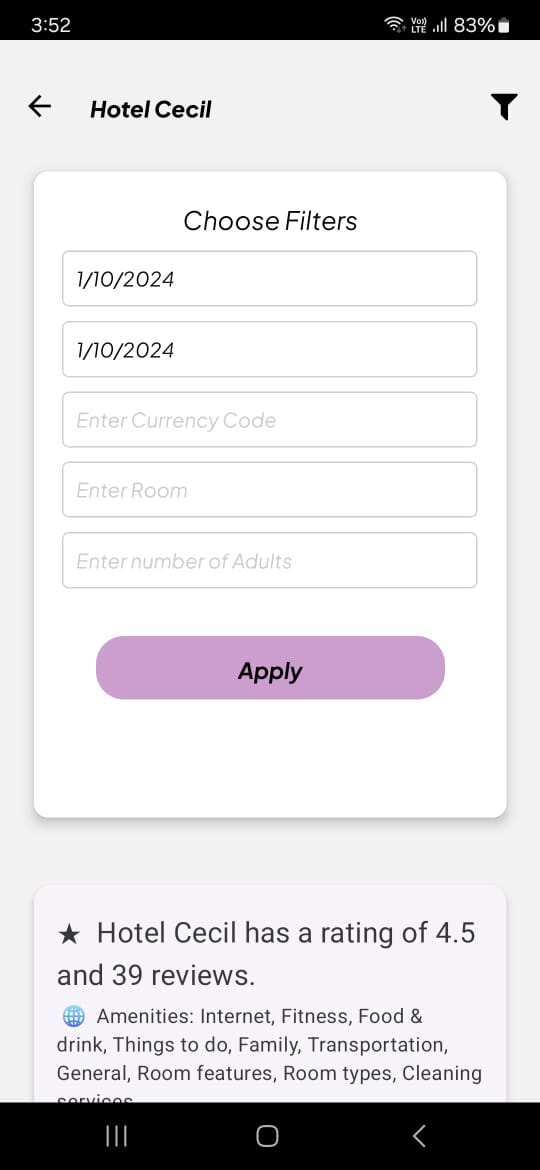 3:52
Vo)) LTE 83%
Hotel Cecil
Choose Filters
1/10/2024
1/10/2024
Enter Currency Code
Enter Room
Enter number of Adults
Apply
★ Hotel Cecil has a rating of 4.5
and 39 reviews.
🌐 Amenities: Internet, Fitness, Food &
drink, Things to do, Family, Transportation,
General, Room features, Room types, Cleaning
services